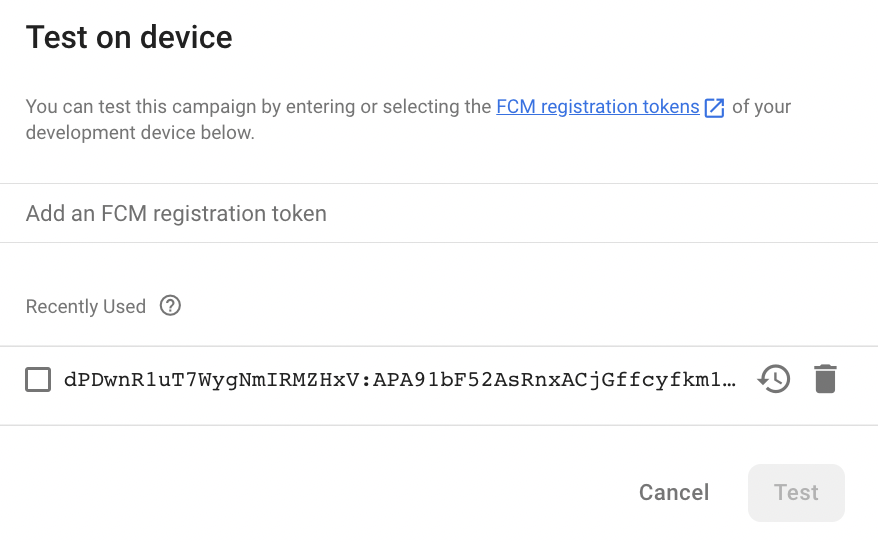 Test on device
You can test this campaign by entering or selecting the FCM registration tokens of your
development device below.
Add an FCM registration token
Recently Used
dPDwnR1uT7WygNmIRMZHxV:APA91bF52AsRnxACjGffcyfkm1…
Cancel
Test